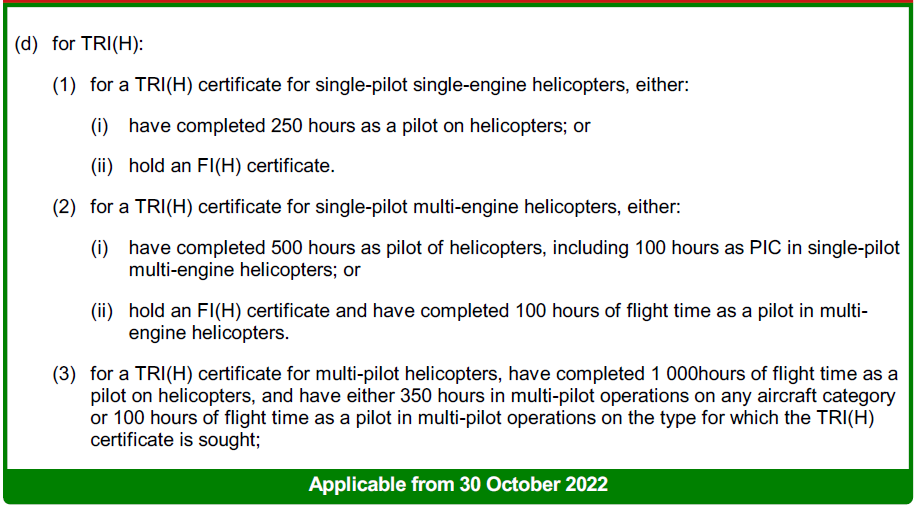 (d) for TRI(H):
(1) for a TRI(H) certificate for single-pilot single-engine helicopters, either:
(i) have completed 250 hours as a pilot on helicopters; or
(ii) hold an FI(H) certificate.
(2) for a TRI(H) certificate for single-pilot multi-engine helicopters, either:
(i) have completed 500 hours as pilot of helicopters, including 100 hours as PIC in single-pilot
multi-engine helicopters; or
(ii) hold an FI(H) certificate and have completed 100 hours of flight time as a pilot in multi-
engine helicopters.
(3) for a TRI(H) certificate for multi-pilot helicopters, have completed 1 000hours of flight time as a
pilot on helicopters, and have either 350 hours in multi-pilot operations on any aircraft category
or 100 hours of flight time as a pilot in multi-pilot operations on the type for which the TRI(H)
certificate is sought;
Applicable from 30 October 2022